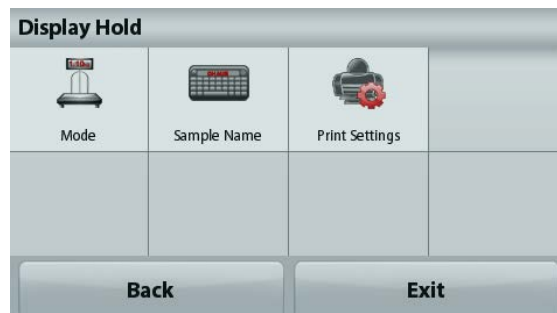 Display Hold
Mode
Sample Name
Print Settings
Back
Exit